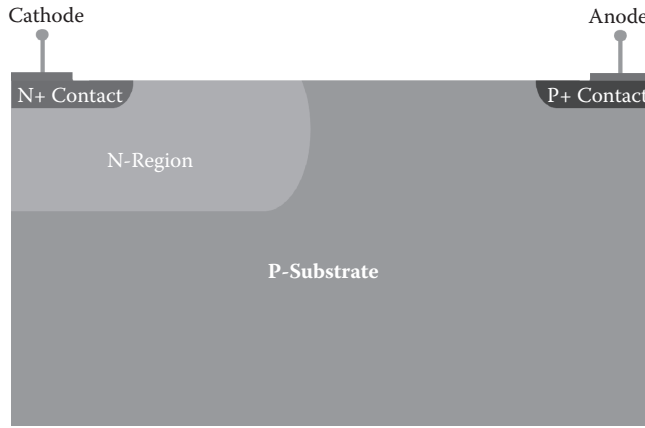 Cathode
Anode
N+ Contact
P+ Contact
N-Region
P-Substrate